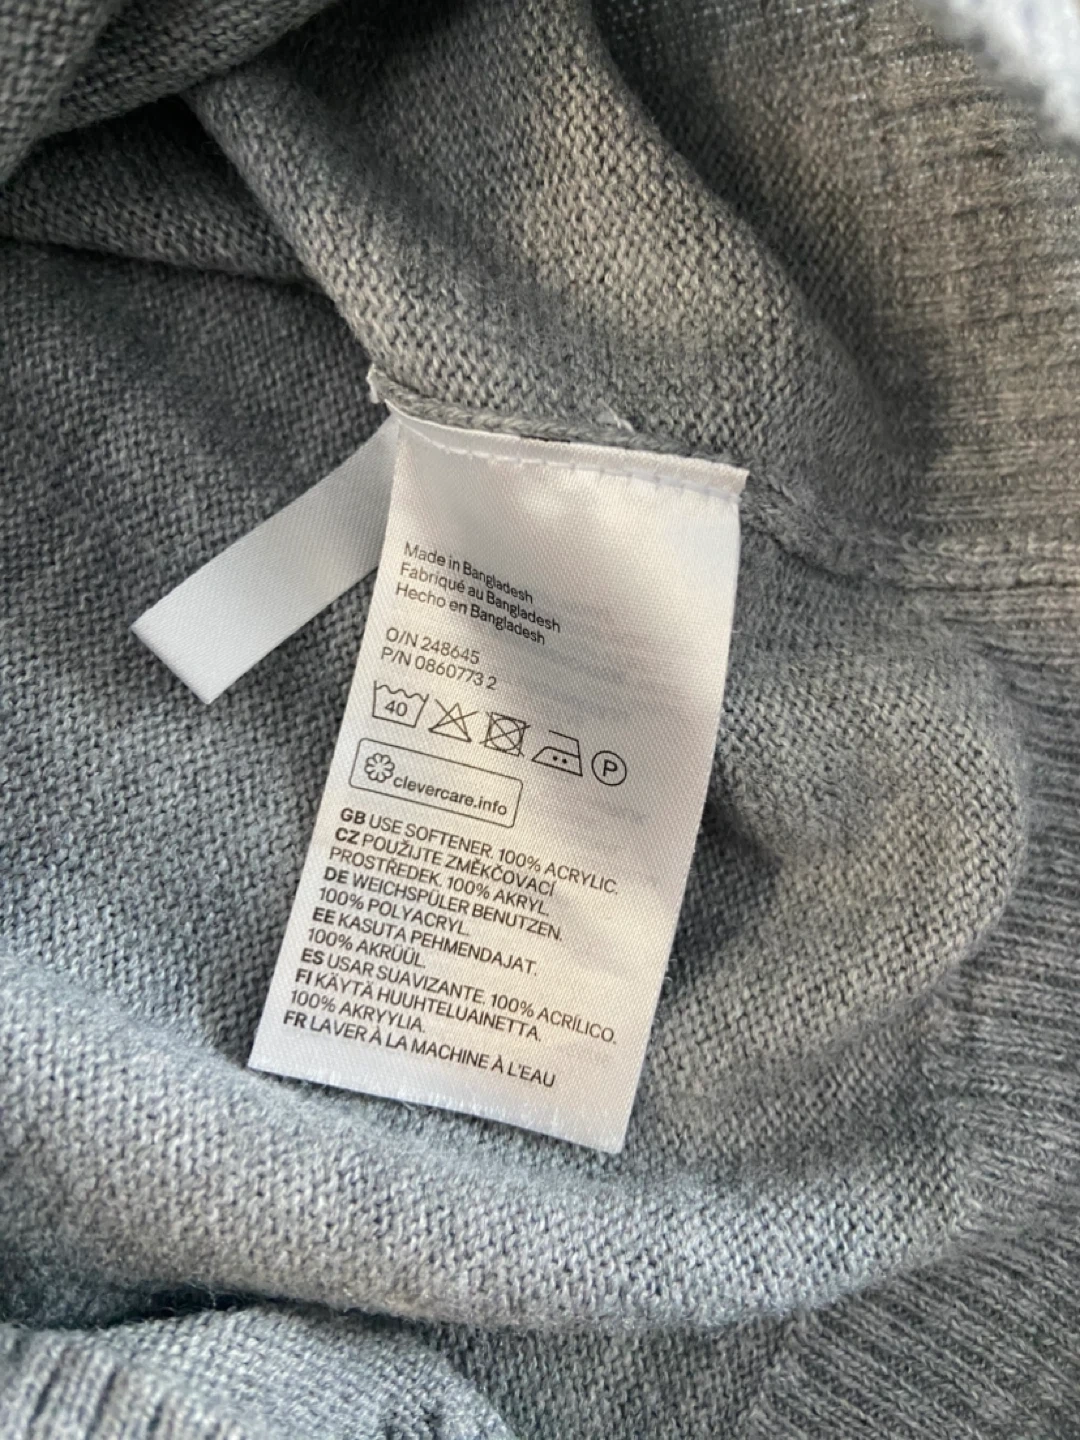 Made in Bangladesh
Fabriqué au Bangladesh
Hecho en Bangladesh
O/N 248645
P/N 0860773 2
40
P
clevercare.info
GB USE SOFTENER. 100% ACRYLIC.
CZ POUŽIJTE ZMĚKČOVACÍ
PROSTŘEDEK. 100% AKRYL.
DE WEICHSPÜLER BENUTZEN.
100% POLYACRYL.
EE KASUTA PEHMENDAJAT.
100% AKRÜÜL.
ES USAR SUAVIZANTE. 100% ACRÍLICO.
FI KÄYTÄ HUUHTELUAINETTA.
100% AKRYYLIA.
FR LAVER À LA MACHINE À L'EAU